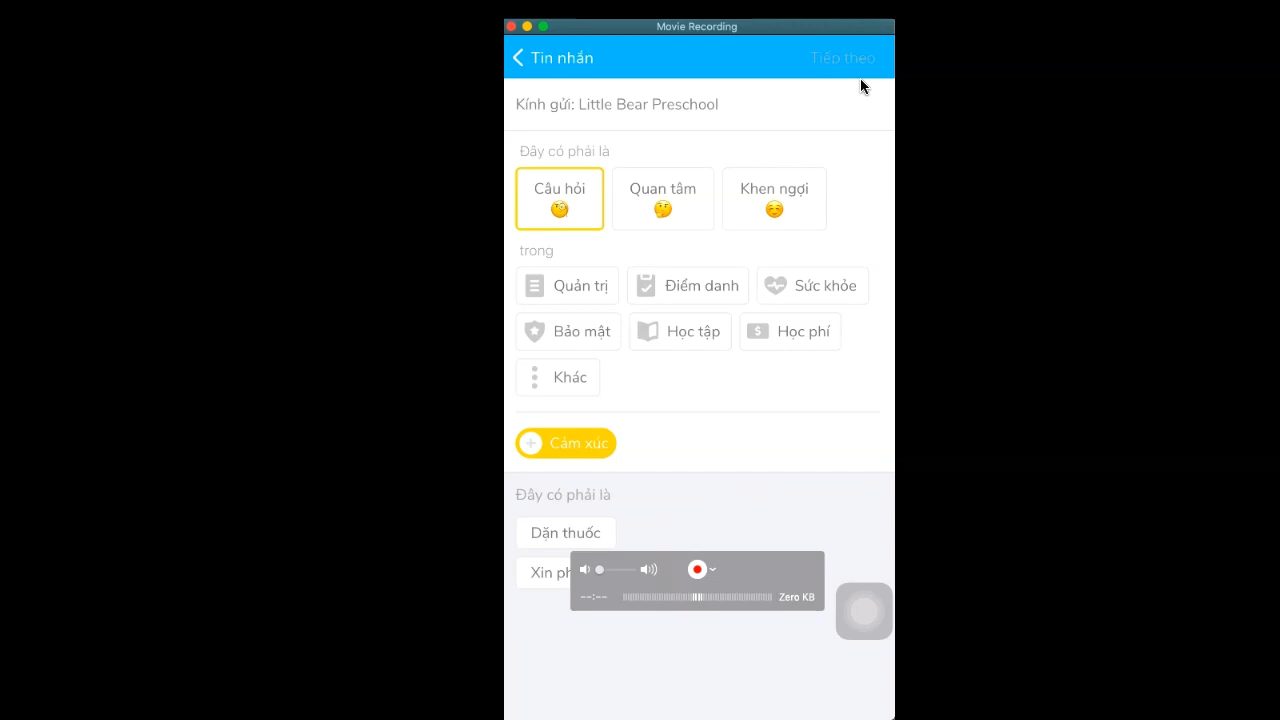 Movie Recording
Tin nhắn
Tiếp theo
Kính gửi: Little Bear Preschool
Đây có phải là
Câu hỏi
Quan tâm
Khen ngợi
trong
Quản trị
Điểm danh
Sức khỏe
Bảo mật
Học tập
Học phí
Khác
Cảm xúc
Đây có phải là
Dặn thuốc
Xin ph
--:--
Zero KB